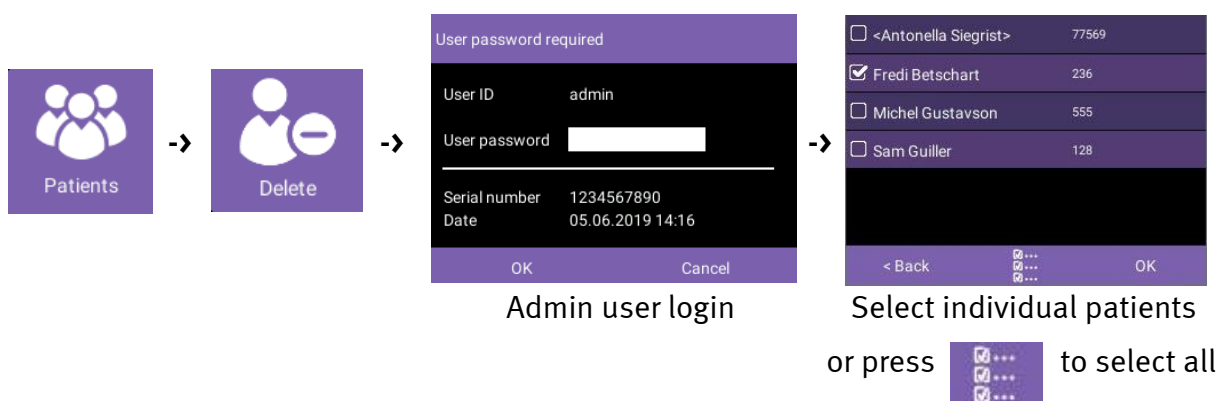 Patients
->
Delete
->
User password required
User ID admin
User password
Serial number 1234567890
Date 05.06.2019 14:16
OK Cancel
Admin user login
->
<Antonella Siegrist> 77569
Fredi Betschart 236
Michel Gustavson 555
Sam Guiller 128
< Back OK
Select individual patients
or press to select all